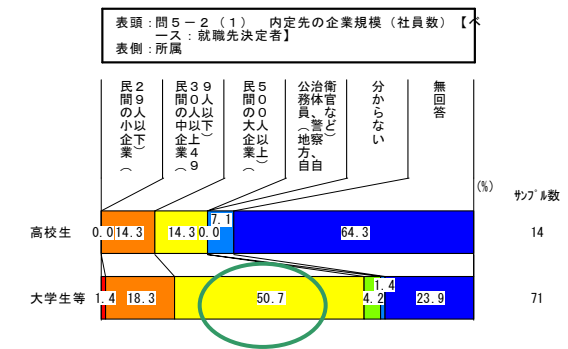 表頭：問５－２（１）　内定先の企業規模（社員数）【ベ
ース：就職先決定者】
表側：所属
民間の小企業（
２９人以下）
民間の中企業（
３０人以上４９
９人以下）
民間の大企業（
５００人以上）
公務員（地方自
治体、警察、自
衛官など）
分からない
無回答
(%)
ｻﾝﾌﾟﾙ数
高校生 0.0 14.3 14.3 0.0 7.1 64.3 14
大学生等 1.4 18.3 50.7 4.2 1.4 23.9 71